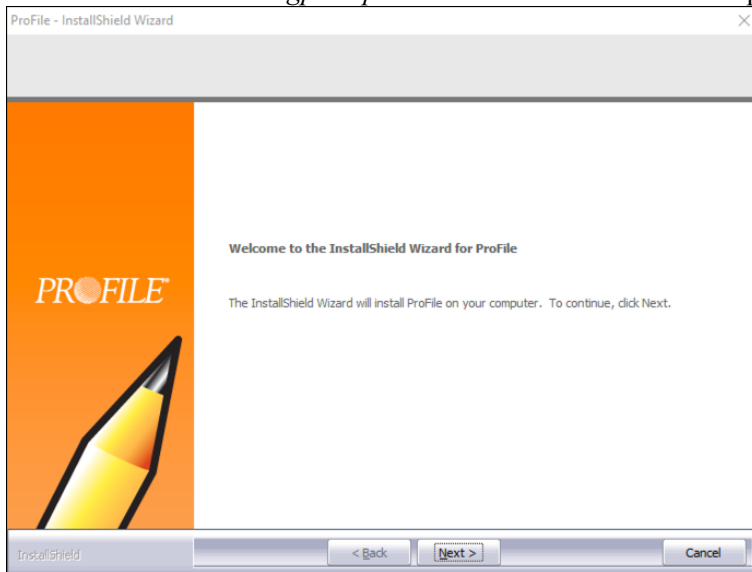 ProFile - InstallShield Wizard
Welcome to the InstallShield Wizard for ProFile
PROFILE
The InstallShield Wizard will install ProFile on your computer. To continue, click Next.
InstallShield
< Back
Next >
Cancel